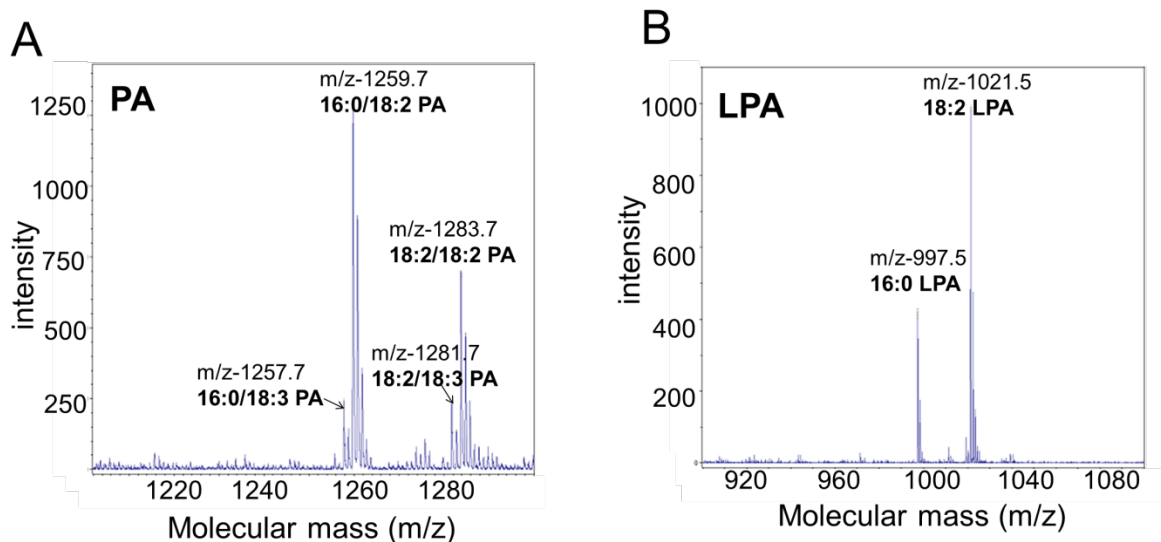 A
PA
m/z-1259.7
16:0/18:2 PA
m/z-1283.7
18:2/18:2 PA
m/z-1281.7
18:2/18:3 PA
m/z-1257.7
16:0/18:3 PA
1250
1000
750
500
250
intensity
1220
1240
1260
1280
Molecular mass (m/z)
B
LPA
m/z-1021.5
18:2 LPA
m/z-997.5
16:0 LPA
1000
800
600
400
200
0
intensity
920
960
1000
1040
1080
Molecular mass (m/z)